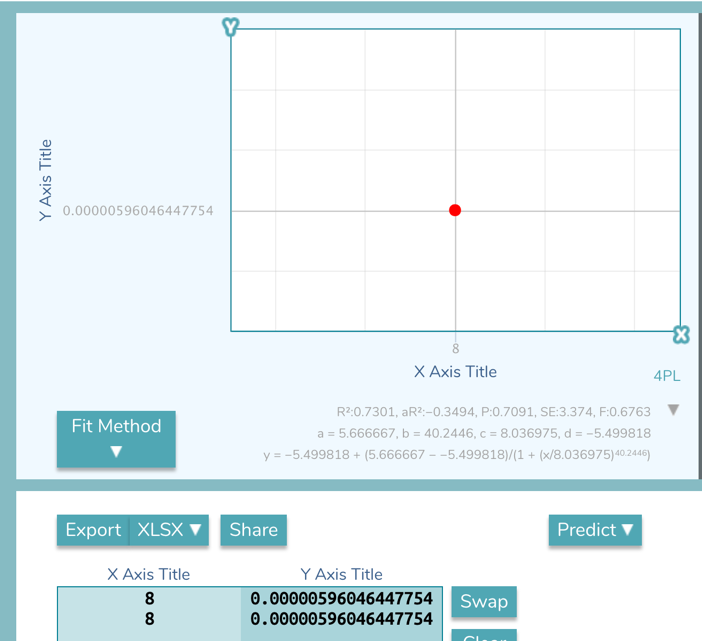 Y
Y Axis Title
0.00000596046447754
X
8
X Axis Title
4PL
R²:0.7301, aR²:−0.3494, P:0.7091, SE:3.374, F:0.6763 ▼
a = 5.666667, b = 40.2446, c = 8.036975, d = −5.499818
y = −5.499818 + (5.666667 − −5.499818)/(1 + (x/8.036975)⁴⁰·²⁴⁴⁶)
Fit Method
▼
Export XLSX ▼ Share Predict ▼
X Axis Title Y Axis Title
8 0.00000596046447754
8 0.00000596046447754
Swap
Clear